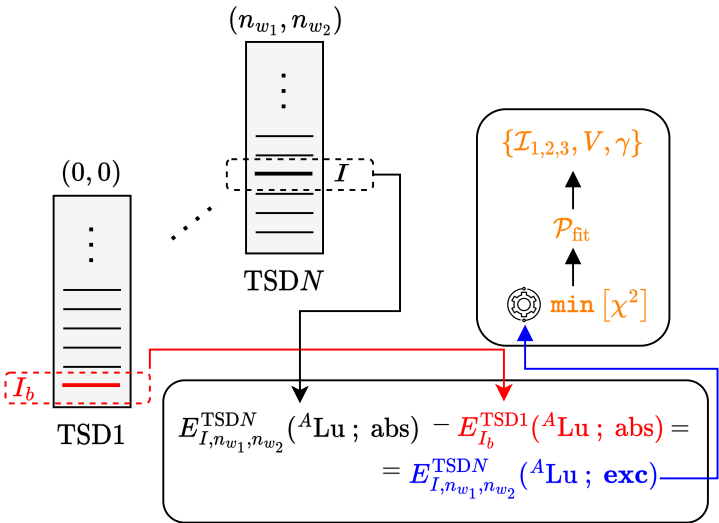 (n_{w_1}, n_{w_2})
I
TSDN
(0, 0)
I_b
TSD1
{ℐ_{1,2,3}, V, γ}
𝒫_fit
min [χ²]
E^{TSDN}_{I,n_{w_1},n_{w_2}}(^A Lu ; abs) − E^{TSD1}_{I_b}(^A Lu ; abs) =
= E^{TSDN}_{I,n_{w_1},n_{w_2}}(^A Lu ; exc)